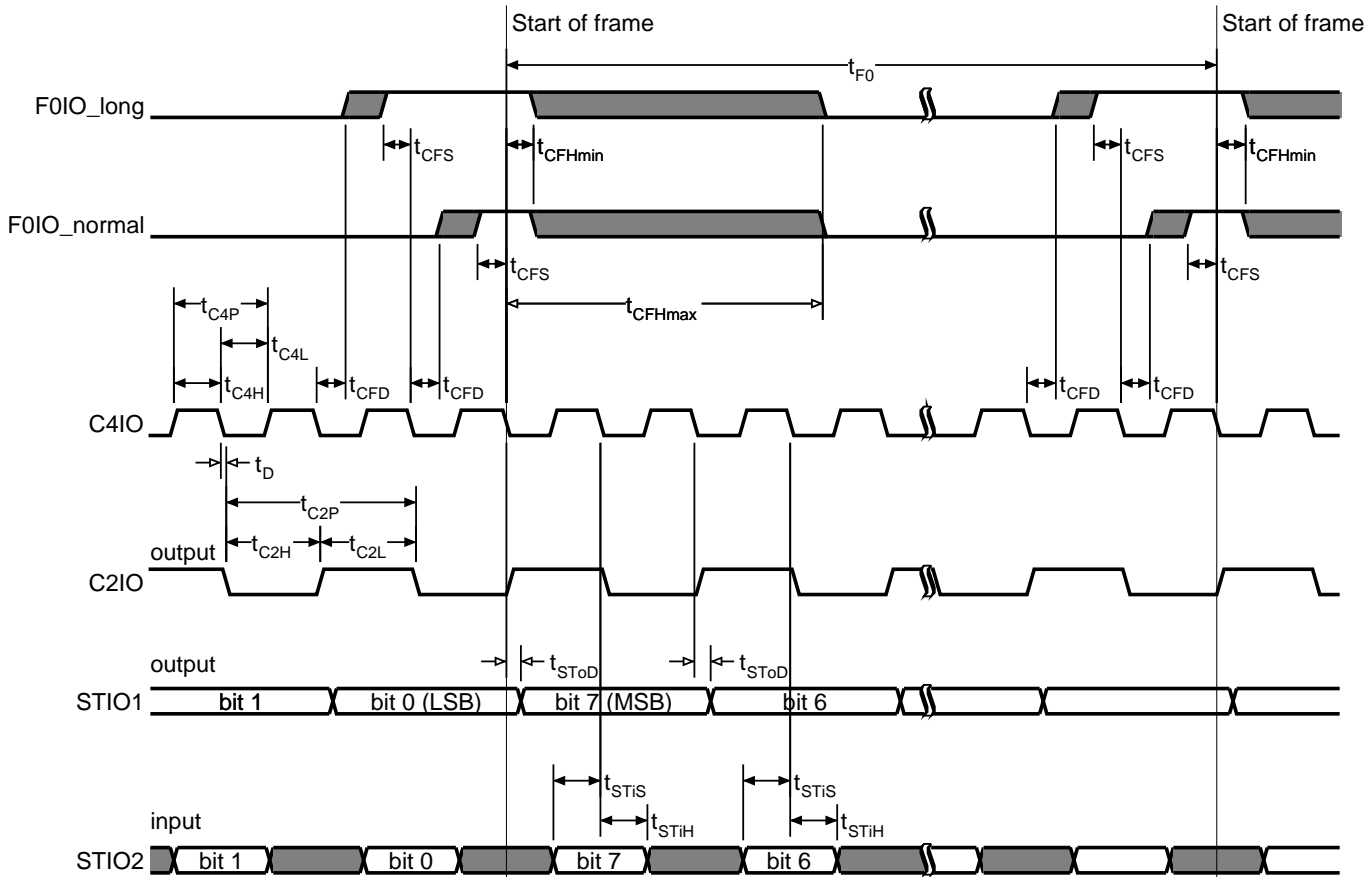 Start of frame
Start of frame
tF0
F0IO_long
tCFS
tCFHmin
tCFS
tCFHmin
F0IO_normal
tCFS
tCFS
tC4P
tCFHmax
tC4L
tC4H
tCFD
tCFD
tCFD
tCFD
C4IO
tD
tC2P
output
tC2H
tC2L
C2IO
output
tSToD
tSToD
STIO1
bit 1
bit 0 (LSB)
bit 7 (MSB)
bit 6
tSTiS
tSTiS
input
tSTiH
tSTiH
STIO2
bit 1
bit 0
bit 7
bit 6